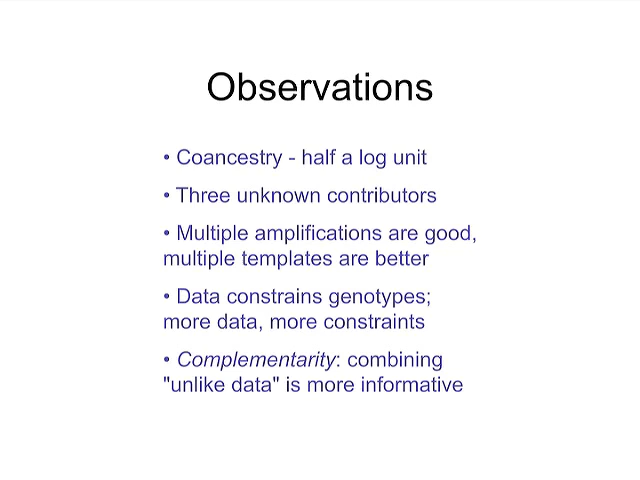 Observations
• Coancestry - half a log unit
• Three unknown contributors
• Multiple amplifications are good,
multiple templates are better
• Data constrains genotypes;
more data, more constraints
• Complementarity: combining
"unlike data" is more informative